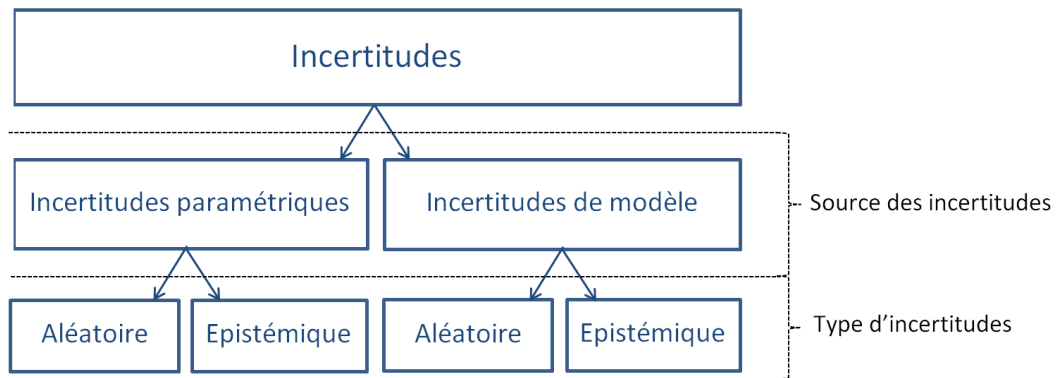 Incertitudes
Incertitudes paramétriques
Incertitudes de modèle
Source des incertitudes
Aléatoire
Epistémique
Aléatoire
Epistémique
Type d'incertitudes